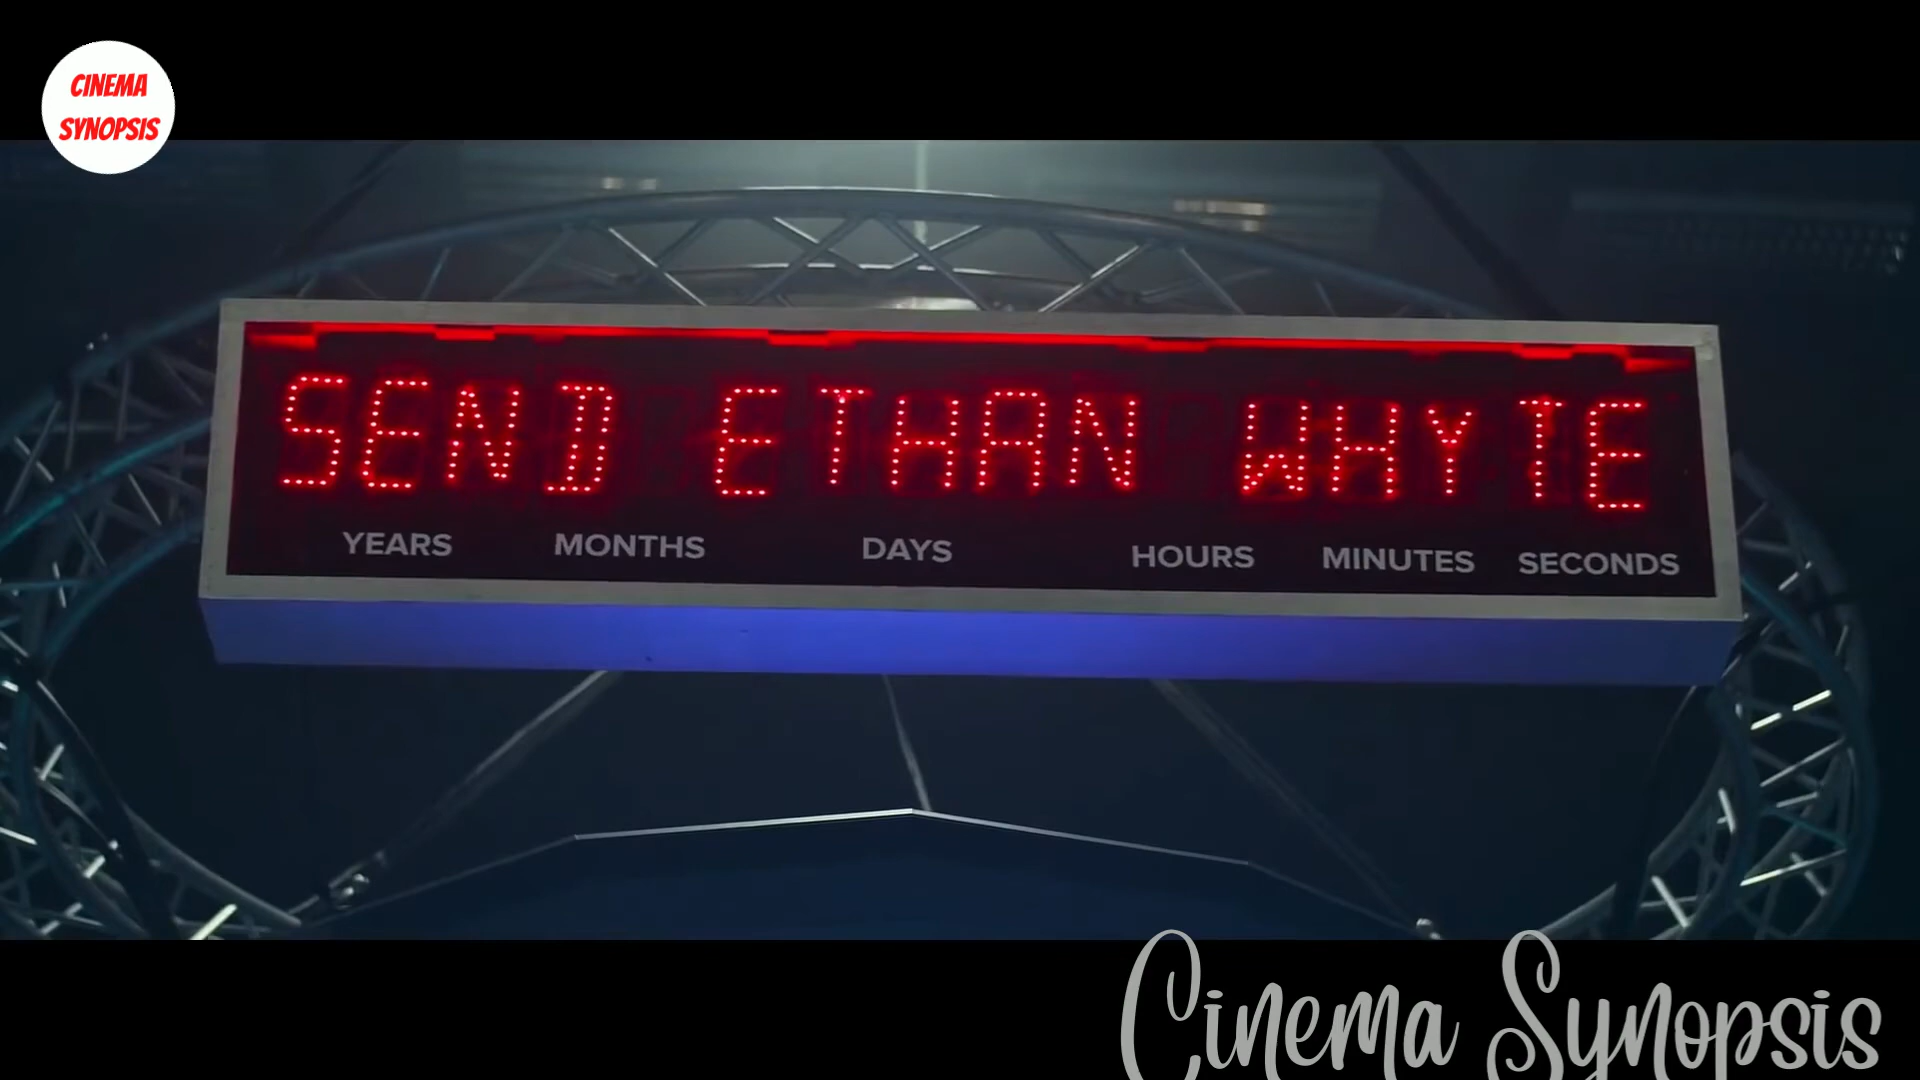 CINEMA
SYNOPSIS
SEND ETHAN WHYTE
YEARS MONTHS DAYS HOURS MINUTES SECONDS
Cinema Synopsis